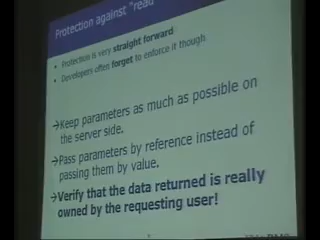 Protection against "read
• Protection is very straight forward
• Developers often forget to enforce it though
→Keep parameters as much as possible on
the server side.
→Pass parameters by reference instead of
passing them by value.
→Verify that the data returned is really
owned by the requesting user!